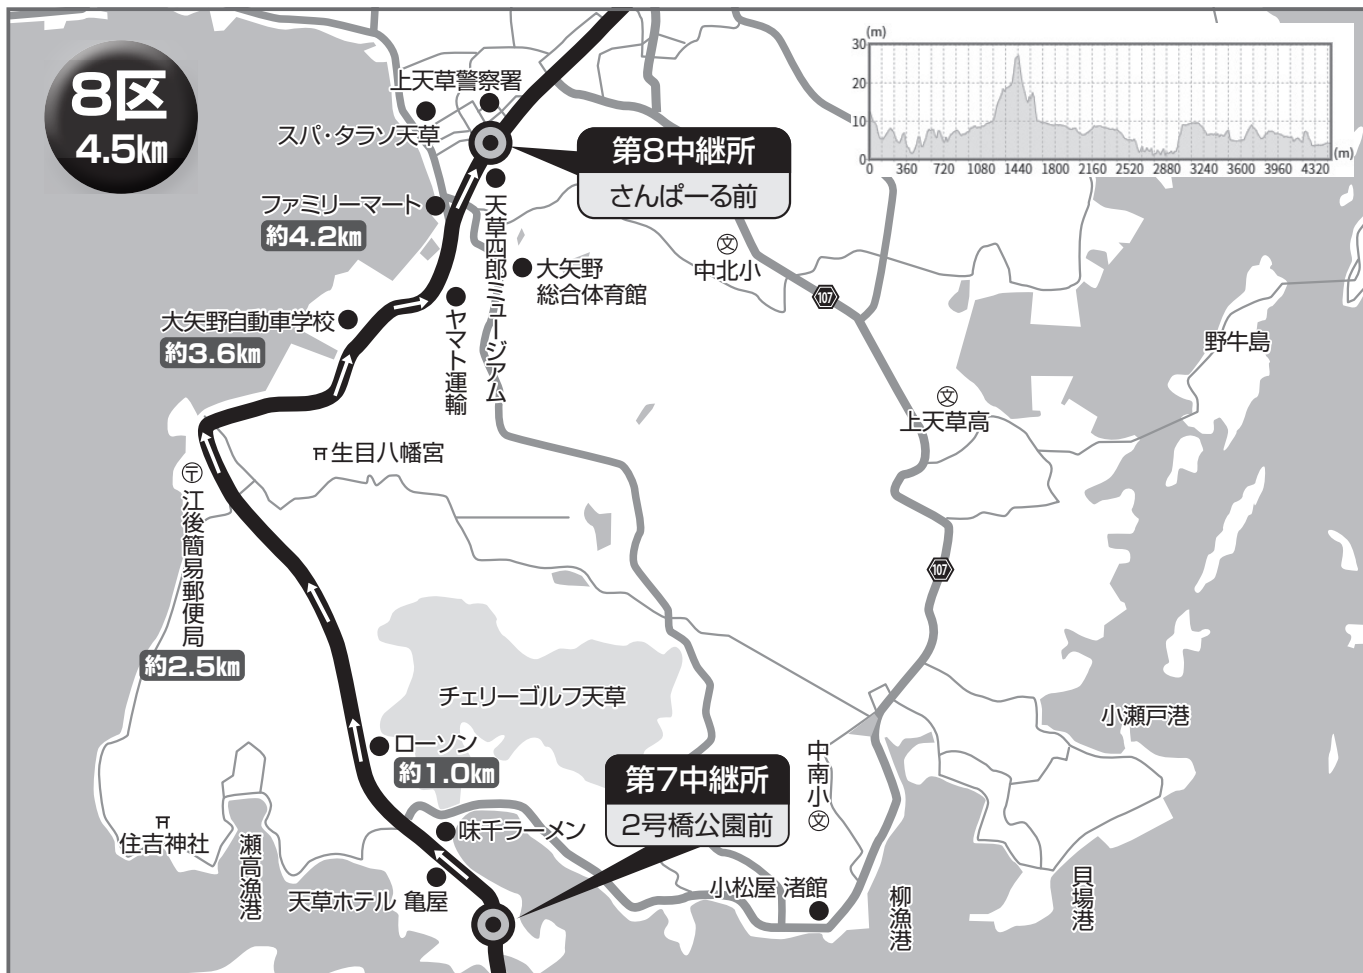 8区
4.5km
(m)
30
20
10
0
0 360 720 1080 1440 1800 2160 2520 2880 3240 3600 3960 4320
(m)
上天草警察署
スパ・タラソ天草
第8中継所
さんぱーる前
ファミリーマート
約4.2km
天草四郎ミュージアム
大矢野
総合体育館
中北小
文
107
大矢野自動車学校
約3.6km
ヤマト運輸
野牛島
文
上天草高
生目八幡宮
江後簡易郵便局
約2.5km
107
チェリーゴルフ天草
小瀬戸港
ローソン
約1.0km
第7中継所
2号橋公園前
中南小
文
住吉神社
瀬高漁港
味千ラーメン
天草ホテル 亀屋
小松屋 渚館
柳漁港
貝場港